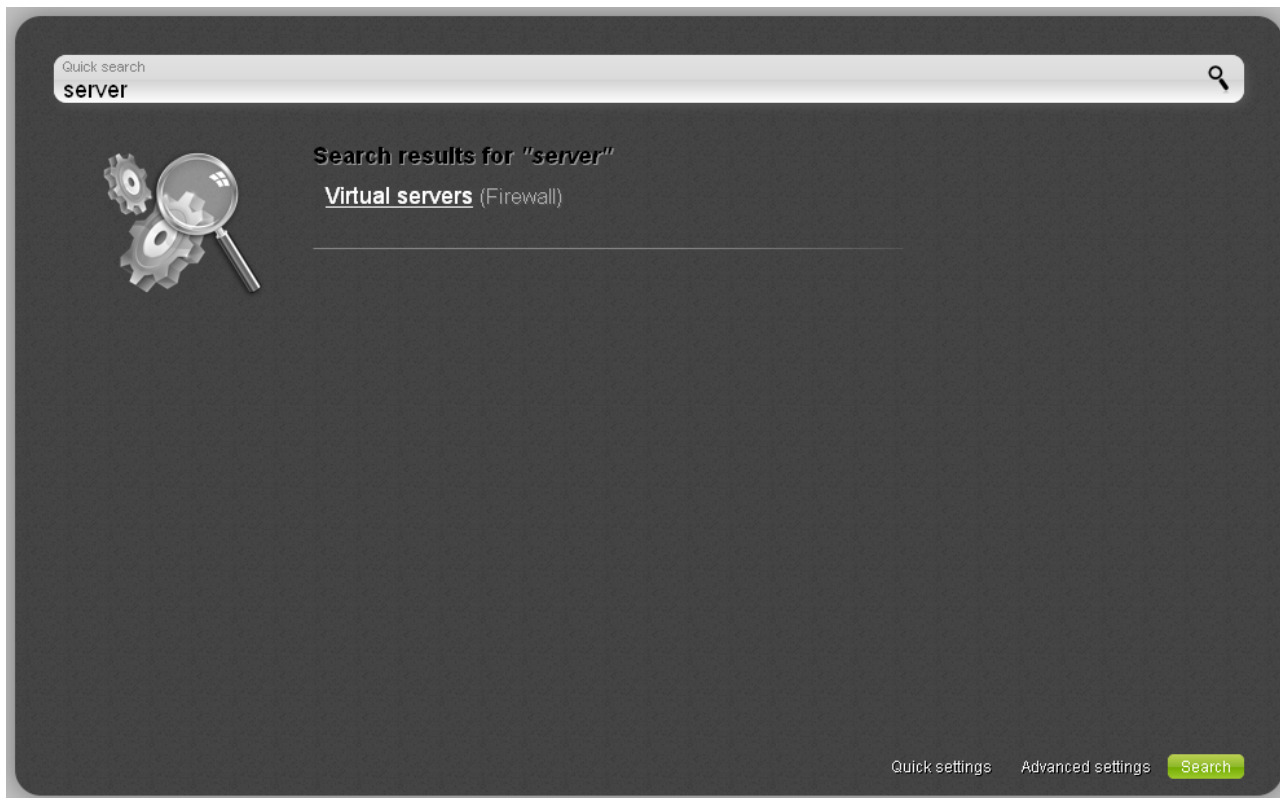 Quick search
server
Search results for "server"
Virtual servers (Firewall)
Quick settings Advanced settings Search